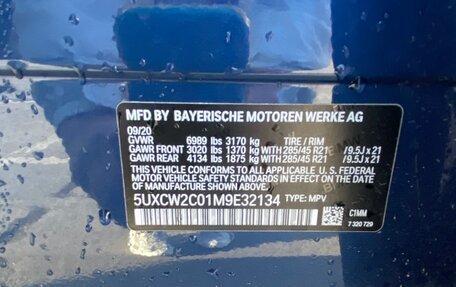 MFD BY BAYERISCHE MOTOREN WERKE AG
09/20
GVWR 6989 lbs 3170 kg TIRE / RIM
GAWR FRONT 3020 lbs 1370 kg WITH 285/45 R21 /9.5J x 21
GAWR REAR 4134 lbs 1875 kg WITH 285/45 R21 /9.5J x 21
THIS VEHICLE CONFORMS TO ALL APPLICABLE U.S. FEDERAL
MOTOR VEHICLE SAFETY STANDARDS IN EFFECT ON THE DATE
OF MANUFACTURE SHOWN ABOVE.
5UXCW2C01M9E32134 TYPE: MPV
C1MM
7 320 729